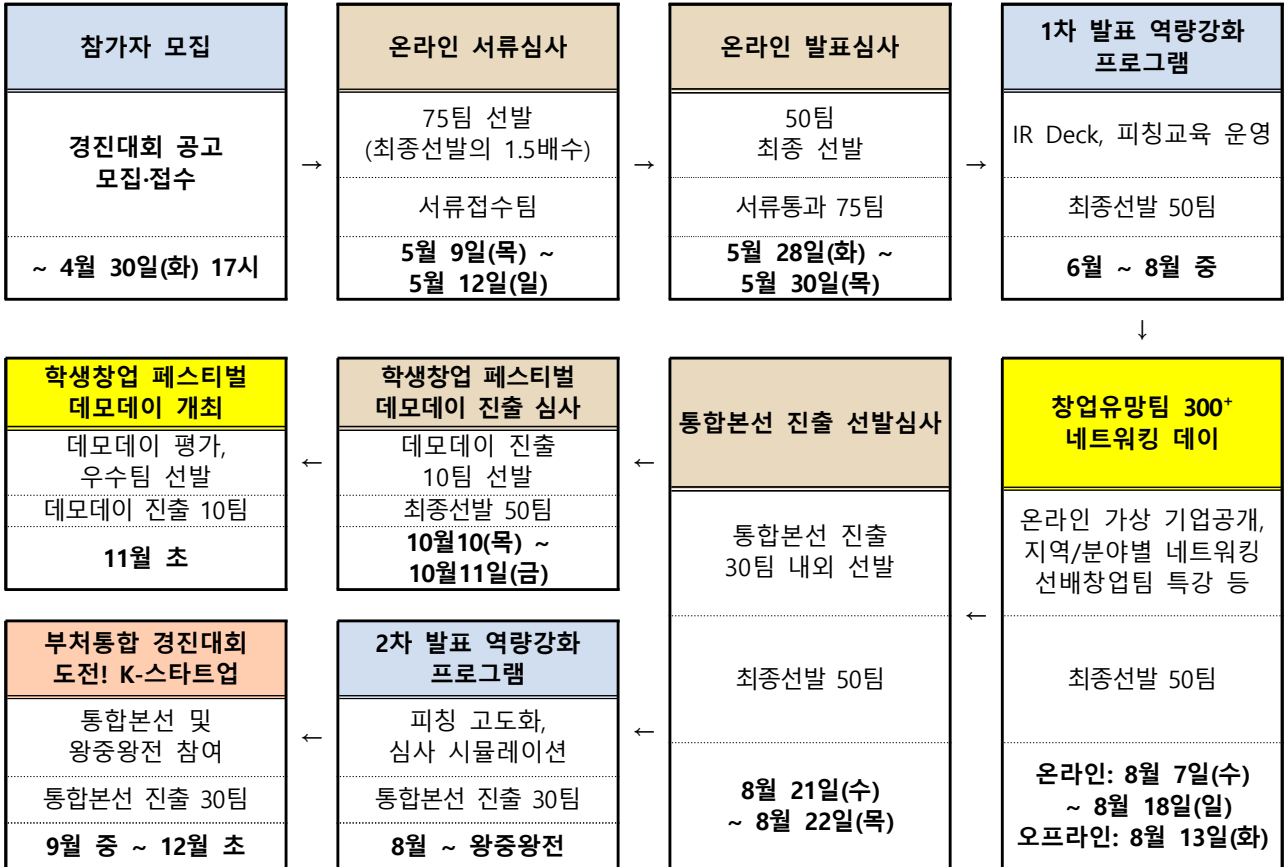 참가자 모집
경진대회 공고
모집·접수
~ 4월 30일(화) 17시
→
온라인 서류심사
75팀 선발
(최종선발의 1.5배수)
서류접수팀
5월 9일(목) ~
5월 12일(일)
→
온라인 발표심사
50팀
최종 선발
서류통과 75팀
5월 28일(화) ~
5월 30일(목)
→
1차 발표 역량강화
프로그램
IR Deck, 피칭교육 운영
최종선발 50팀
6월 ~ 8월 중
↓
창업유망팀 300⁺
네트워킹 데이
온라인 가상 기업공개,
지역/분야별 네트워킹
선배창업팀 특강 등
최종선발 50팀
온라인: 8월 7일(수)
~ 8월 18일(일)
오프라인: 8월 13일(화)
←
통합본선 진출 선발심사
통합본선 진출
30팀 내외 선발
최종선발 50팀
8월 21일(수)
~ 8월 22일(목)
←
학생창업 페스티벌
데모데이 진출 심사
데모데이 진출
10팀 선발
최종선발 50팀
10월10(목) ~
10월11일(금)
←
학생창업 페스티벌
데모데이 개최
데모데이 평가,
우수팀 선발
데모데이 진출 10팀
11월 초
←
2차 발표 역량강화
프로그램
피칭 고도화,
심사 시뮬레이션
통합본선 진출 30팀
8월 ~ 왕중왕전
←
부처통합 경진대회
도전! K-스타트업
통합본선 및
왕중왕전 참여
통합본선 진출 30팀
9월 중 ~ 12월 초